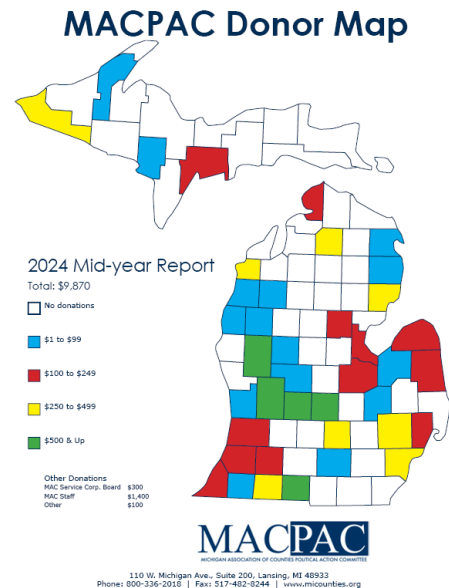 MACPAC Donor Map
2024 Mid-year Report
Total: $9,870
No donations
$1 to $99
$100 to $249
$250 to $499
$500 & Up
Other Donations
MAC Service Corp. Board $300
MAC Staff $1,400
Other $100
MACPAC
MICHIGAN ASSOCIATION OF COUNTIES POLITICAL ACTION COMMITTEE
110 W. Michigan Ave., Suite 200, Lansing, MI 48933
Phone: 800-336-2018 | Fax: 517-482-8244 | www.micounties.org